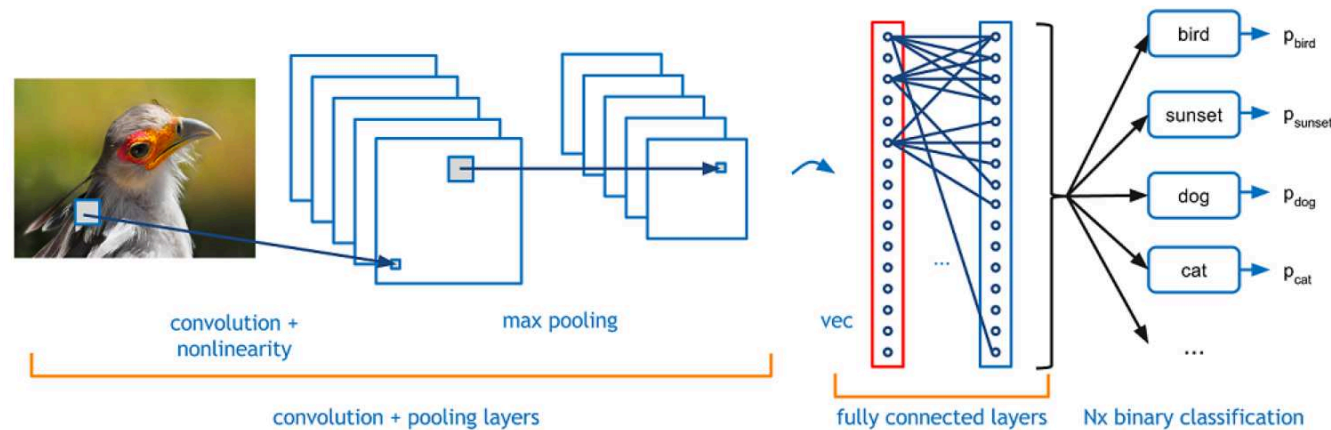 bird
p_bird
sunset
p_sunset
dog
p_dog
cat
p_cat
...
...
convolution +
nonlinearity
max pooling
vec
convolution + pooling layers
fully connected layers
Nx binary classification